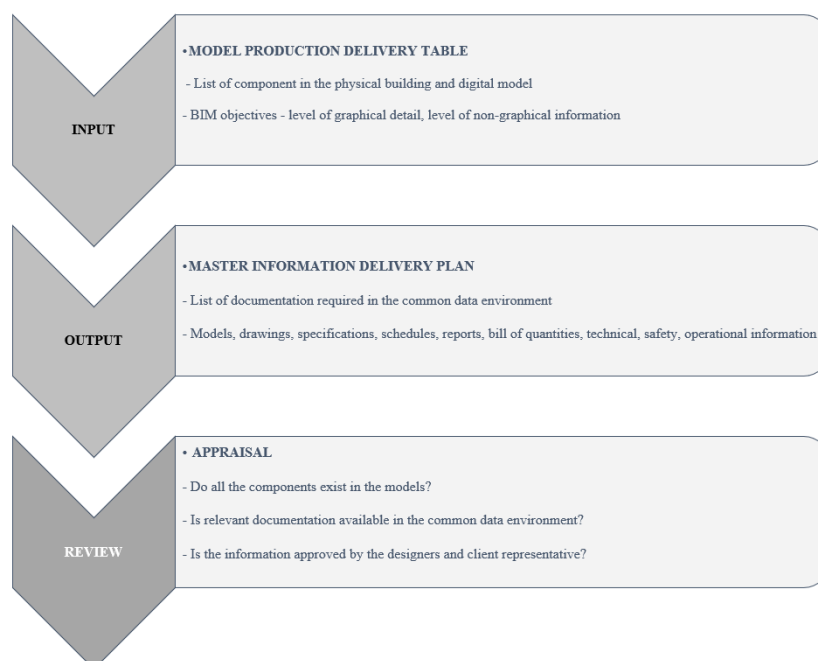 •MODEL PRODUCTION DELIVERY TABLE
- List of component in the physical building and digital model
- BIM objectives - level of graphical detail, level of non-graphical information
INPUT
•MASTER INFORMATION DELIVERY PLAN
- List of documentation required in the common data environment
- Models, drawings, specifications, schedules, reports, bill of quantities, technical, safety, operational information
OUTPUT
• APPRAISAL
- Do all the components exist in the models?
- Is relevant documentation available in the common data environment?
- Is the information approved by the designers and client representative?
REVIEW